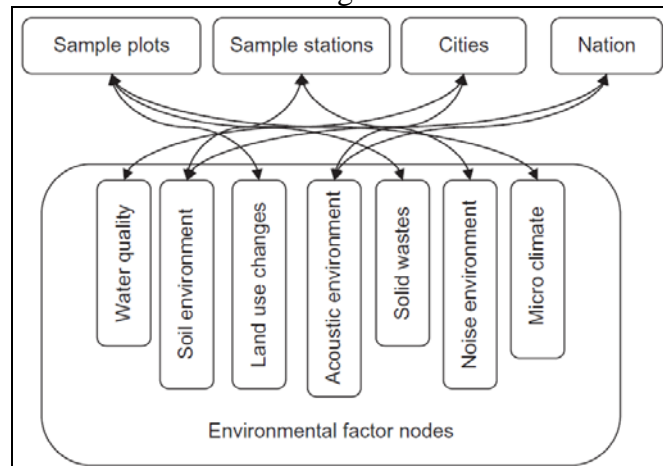 Sample plots
Sample stations
Cities
Nation
Water quality
Soil environment
Land use changes
Acoustic environment
Solid wastes
Noise environment
Micro climate
Environmental factor nodes